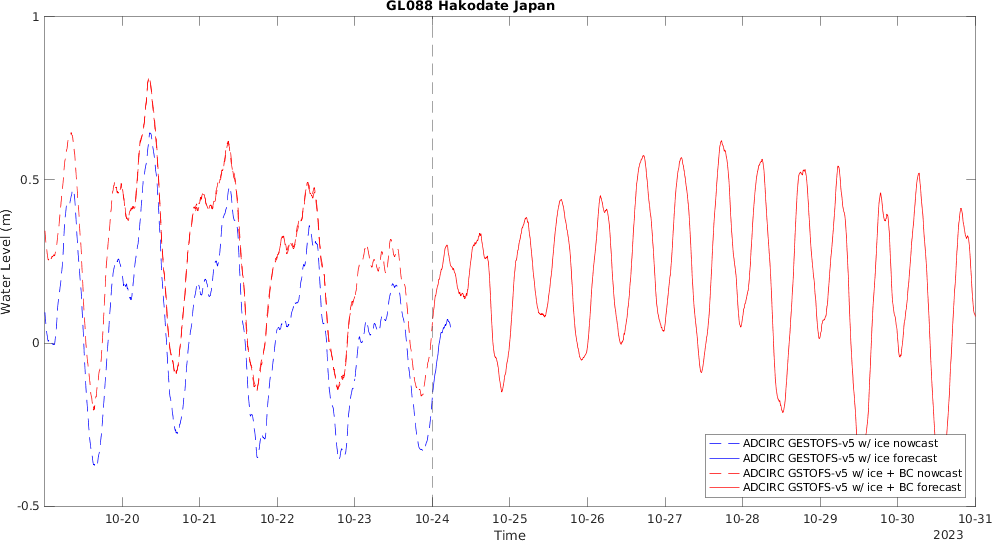 GL088 Hakodate Japan
Water Level (m)
1
0.5
0
-0.5
10-20 10-21 10-22 10-23 10-24 10-25 10-26 10-27 10-28 10-29 10-30 10-31
Time
2023
ADCIRC GESTOFS-v5 w/ ice nowcast
ADCIRC GESTOFS-v5 w/ ice forecast
ADCIRC GSTOFS-v5 w/ ice + BC nowcast
ADCIRC GSTOFS-v5 w/ ice + BC forecast